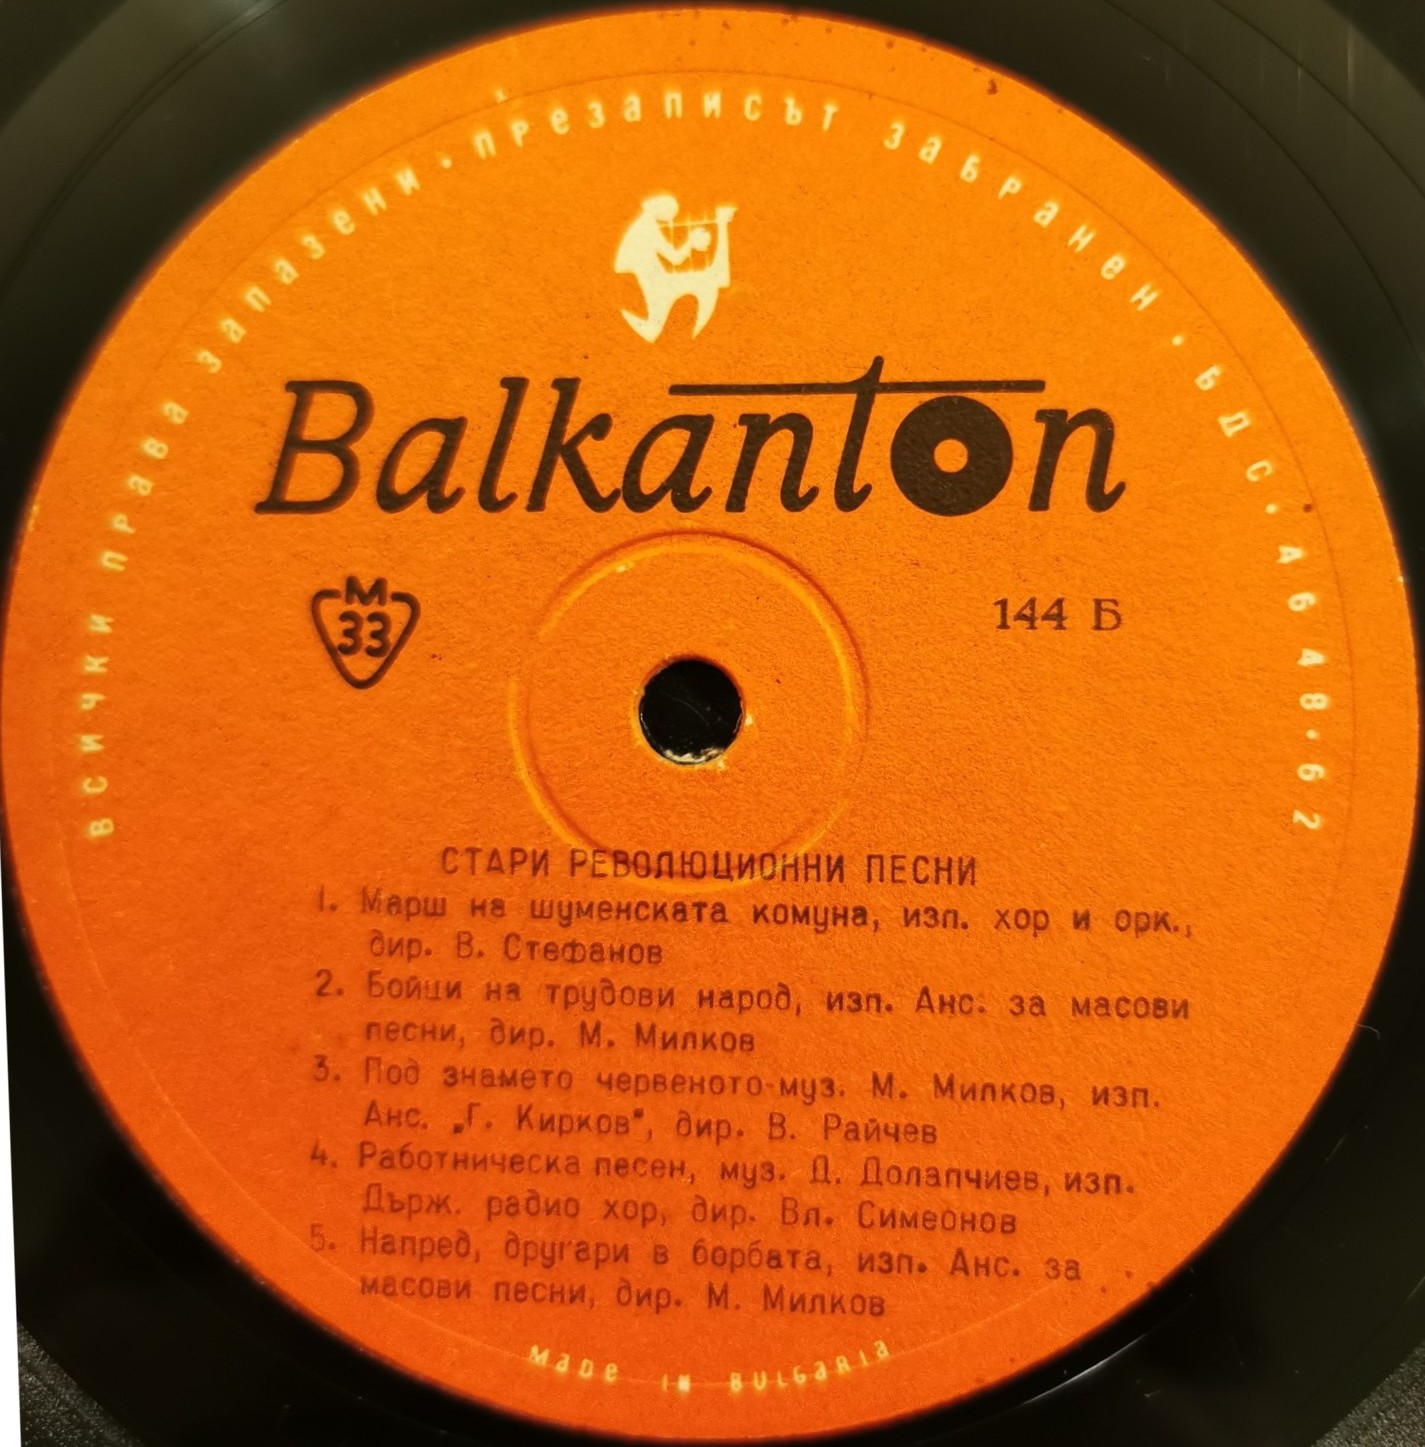 всички права запазени · презаписът забранен · БДС · 4648 · 62
Balkanton
М
33
144 Б
СТАРИ РЕВОЛЮЦИОННИ ПЕСНИ
1. Марш на шуменската комуна, изп. хор и орк.,
дир. В. Стефанов
2. Бойци на трудови народ, изп. Анс. за масови
песни, дир. М. Милков
3. Под знамето червеното-муз. М. Милков, изп.
Анс. „Г. Кирков", дир. В. Райчев
4. Работническа песен, муз. Д. Долапчиев, изп.
Държ. радио хор, дир. Вл. Симеонов
5. Напред, другари в борбата, изп. Анс. за
масови песни, дир. М. Милков
MADE IN BULGARIA